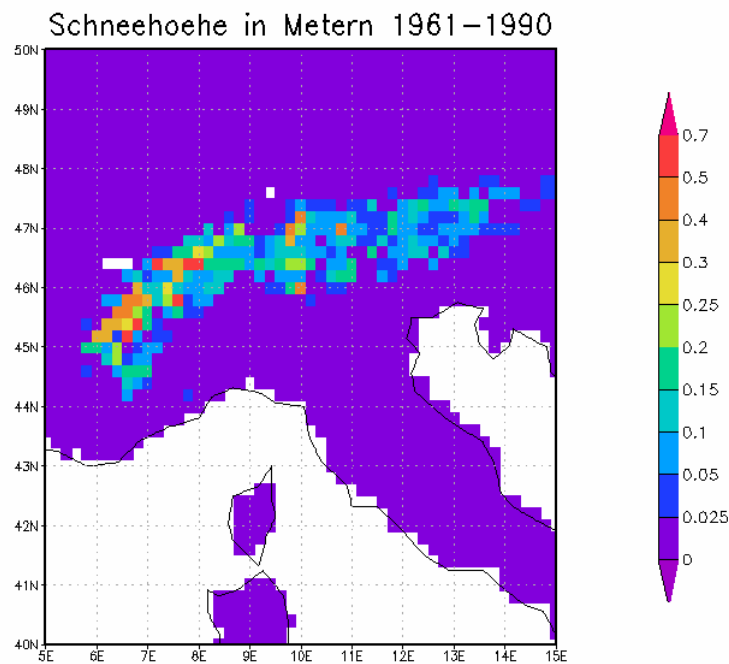 Schneehoehe in Metern 1961-1990
50N
49N
48N
47N
46N
45N
44N
43N
42N
41N
40N
5E 6E 7E 8E 9E 10E 11E 12E 13E 14E 15E
0.7
0.5
0.4
0.3
0.25
0.2
0.15
0.1
0.05
0.025
0